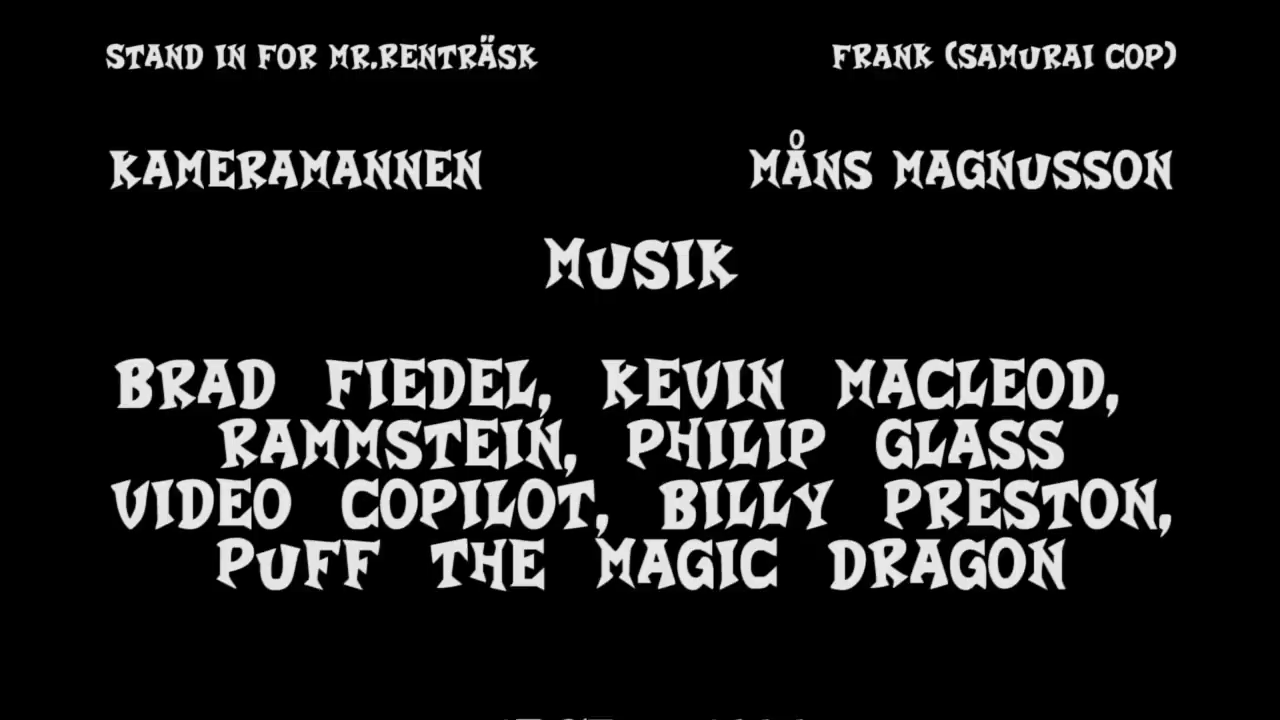 STAND IN FOR MR.RENTRÄSK FRANK (SAMURAI COP)
KAMERAMANNEN MÅNS MAGNUSSON
MUSIK
BRAD FIEDEL, KEVIN MACLEOD,
RAMMSTEIN, PHILIP GLASS
VIDEO COPILOT, BILLY PRESTON,
PUFF THE MAGIC DRAGON